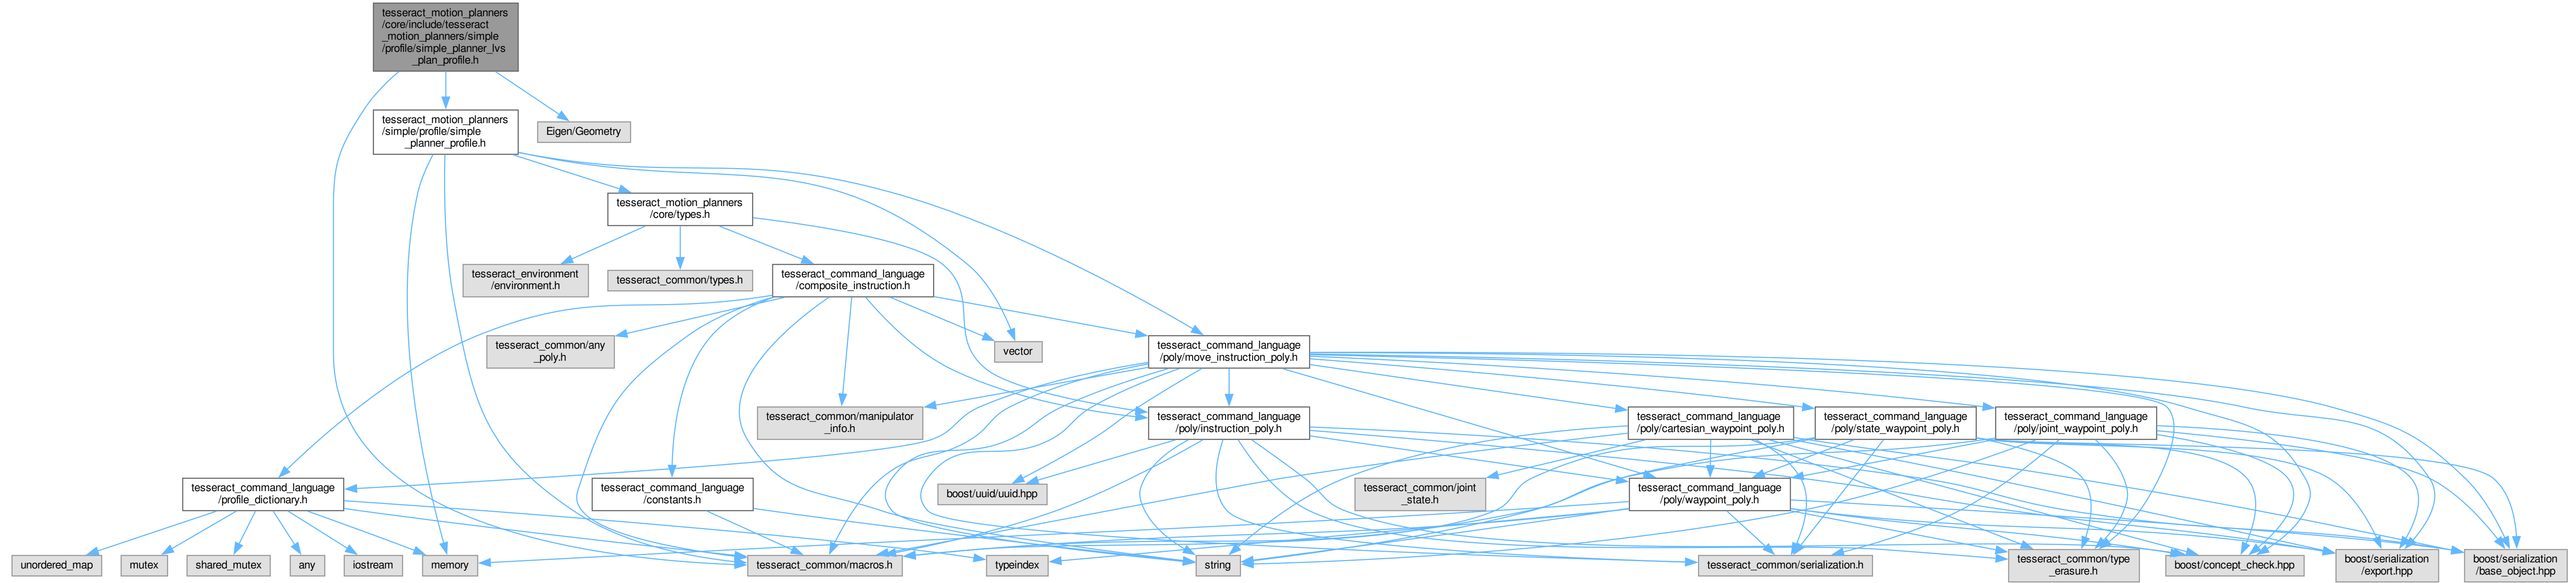 tesseract_motion_planners
/core/include/tesseract
_motion_planners/simple
/profile/simple_planner_lvs
_plan_profile.h
tesseract_motion_planners
/simple/profile/simple
_planner_profile.h
Eigen/Geometry
tesseract_motion_planners
/core/types.h
tesseract_environment
/environment.h
tesseract_common/types.h
tesseract_command_language
/composite_instruction.h
tesseract_common/any
_poly.h
vector
tesseract_command_language
/poly/move_instruction_poly.h
tesseract_common/manipulator
_info.h
tesseract_command_language
/poly/instruction_poly.h
tesseract_command_language
/poly/cartesian_waypoint_poly.h
tesseract_command_language
/poly/state_waypoint_poly.h
tesseract_command_language
/poly/joint_waypoint_poly.h
tesseract_command_language
/profile_dictionary.h
tesseract_command_language
/constants.h
boost/uuid/uuid.hpp
tesseract_common/joint
_state.h
tesseract_command_language
/poly/waypoint_poly.h
unordered_map
mutex
shared_mutex
any
iostream
memory
tesseract_common/macros.h
typeindex
string
tesseract_common/serialization.h
tesseract_common/type
_erasure.h
boost/concept_check.hpp
boost/serialization
/export.hpp
boost/serialization
/base_object.hpp